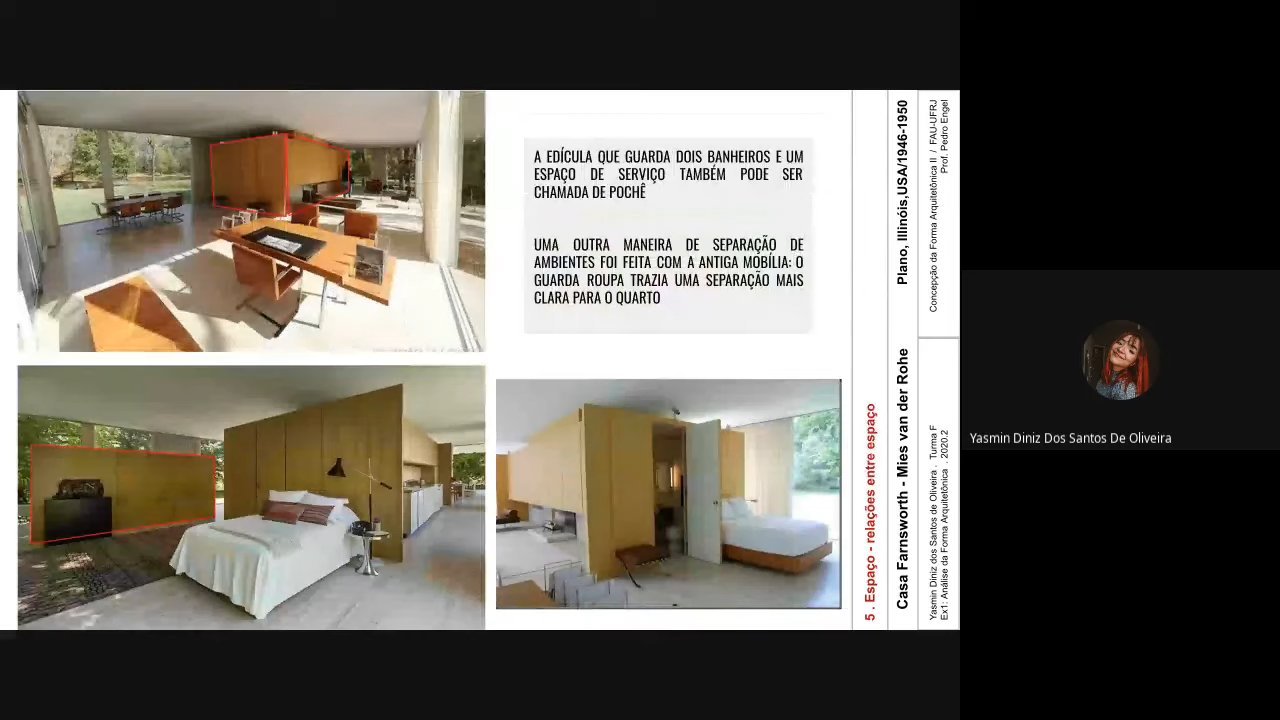 A EDÍCULA QUE GUARDA DOIS BANHEIROS E UM
ESPAÇO DE SERVIÇO TAMBÉM PODE SER
CHAMADA DE POCHÊ
UMA OUTRA MANEIRA DE SEPARAÇÃO DE
AMBIENTES FOI FEITA COM A ANTIGA MOBÍLIA: O
GUARDA ROUPA TRAZIA UMA SEPARAÇÃO MAIS
CLARA PARA O QUARTO
5 . Espaço - relações entre espaço
Casa Farnsworth - Mies van der Rohe
Plano, Illinóis,USA/1946-1950
Yasmin Diniz dos Santos de Oliveira . Turma F
Ex1: Análise da Forma Arquitetônica . 2020.2
Concepção da Forma Arquitetônica II / FAU-UFRJ
Prof. Pedro Engel
Yasmin Diniz Dos Santos De Oliveira